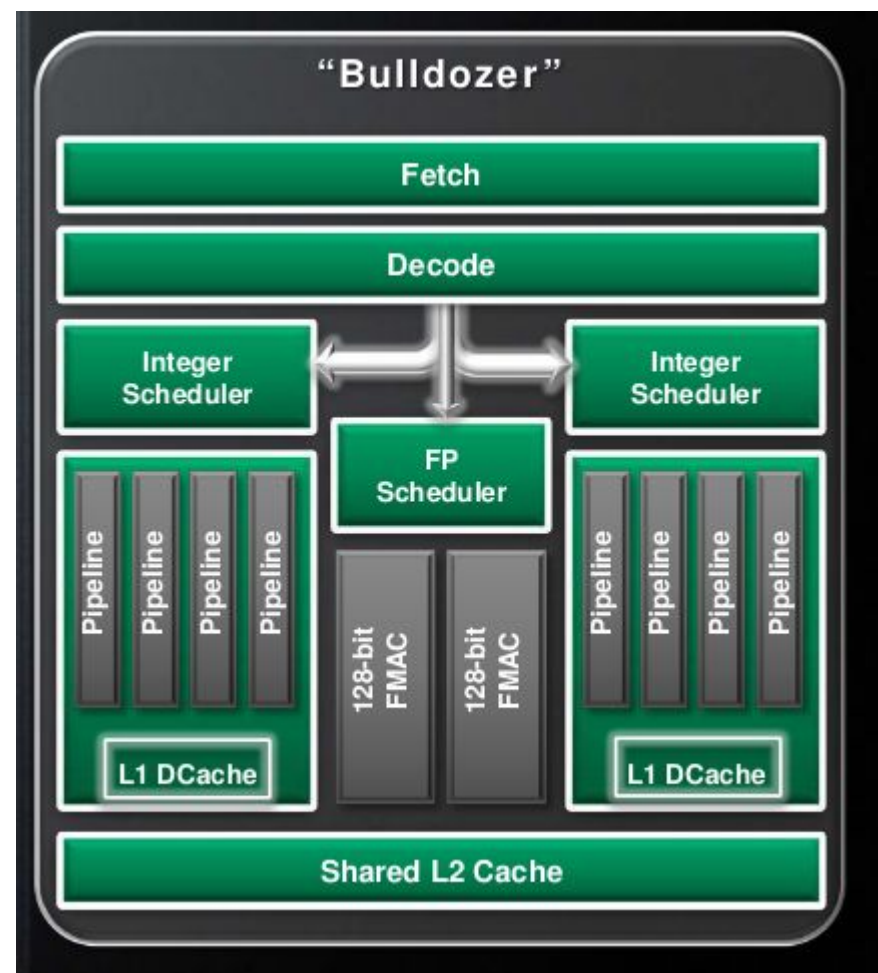 “Bulldozer”
Fetch
Decode
Integer
Scheduler
Integer
Scheduler
FP
Scheduler
Pipeline
Pipeline
Pipeline
Pipeline
128-bit
FMAC
128-bit
FMAC
Pipeline
Pipeline
Pipeline
Pipeline
L1 DCache
L1 DCache
Shared L2 Cache